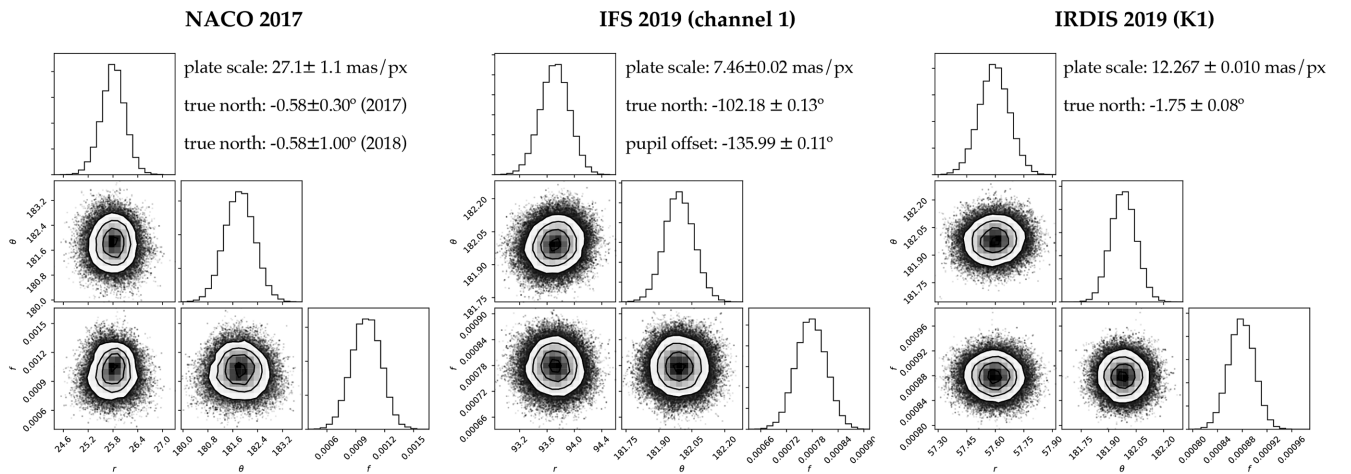 NACO 2017
plate scale: 27.1± 1.1 mas/px
true north: -0.58±0.30º (2017)
true north: -0.58±1.00º (2018)
θ
183.2
182.4
181.6
180.8
180.0
f
0.0015
0.0012
0.0009
0.0006
24.6 25.2 25.8 26.4 27.0
r
180.0 180.8 181.6 182.4 183.2
θ
0.0006 0.0009 0.0012 0.0015
f
IFS 2019 (channel 1)
plate scale: 7.46±0.02 mas/px
true north: -102.18 ± 0.13º
pupil offset: -135.99 ± 0.11º
θ
182.20
182.05
181.90
181.75
f
0.00090
0.00084
0.00078
0.00072
0.00066
93.2 93.6 94.0 94.4
r
181.75 181.90 182.05 182.20
θ
0.00066 0.00072 0.00078 0.00084 0.0009
f
IRDIS 2019 (K1)
plate scale: 12.267 ± 0.010 mas/px
true north: -1.75 ± 0.08º
θ
182.20
182.05
181.90
181.75
f
0.00096
0.00092
0.00088
0.00084
0.00080
57.30 57.45 57.60 57.75 57.90
r
181.75 181.90 182.05 182.20
θ
0.00080 0.00084 0.00088 0.00092 0.00096
f